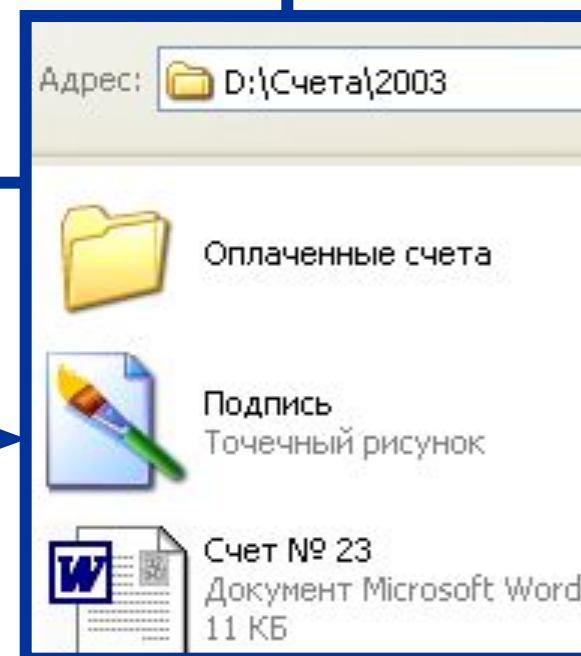 Адрес: D:\Счета\2003
Оплаченные счета
Подпись
Точечный рисунок
W
Счет № 23
Документ Microsoft Word
11 КБ